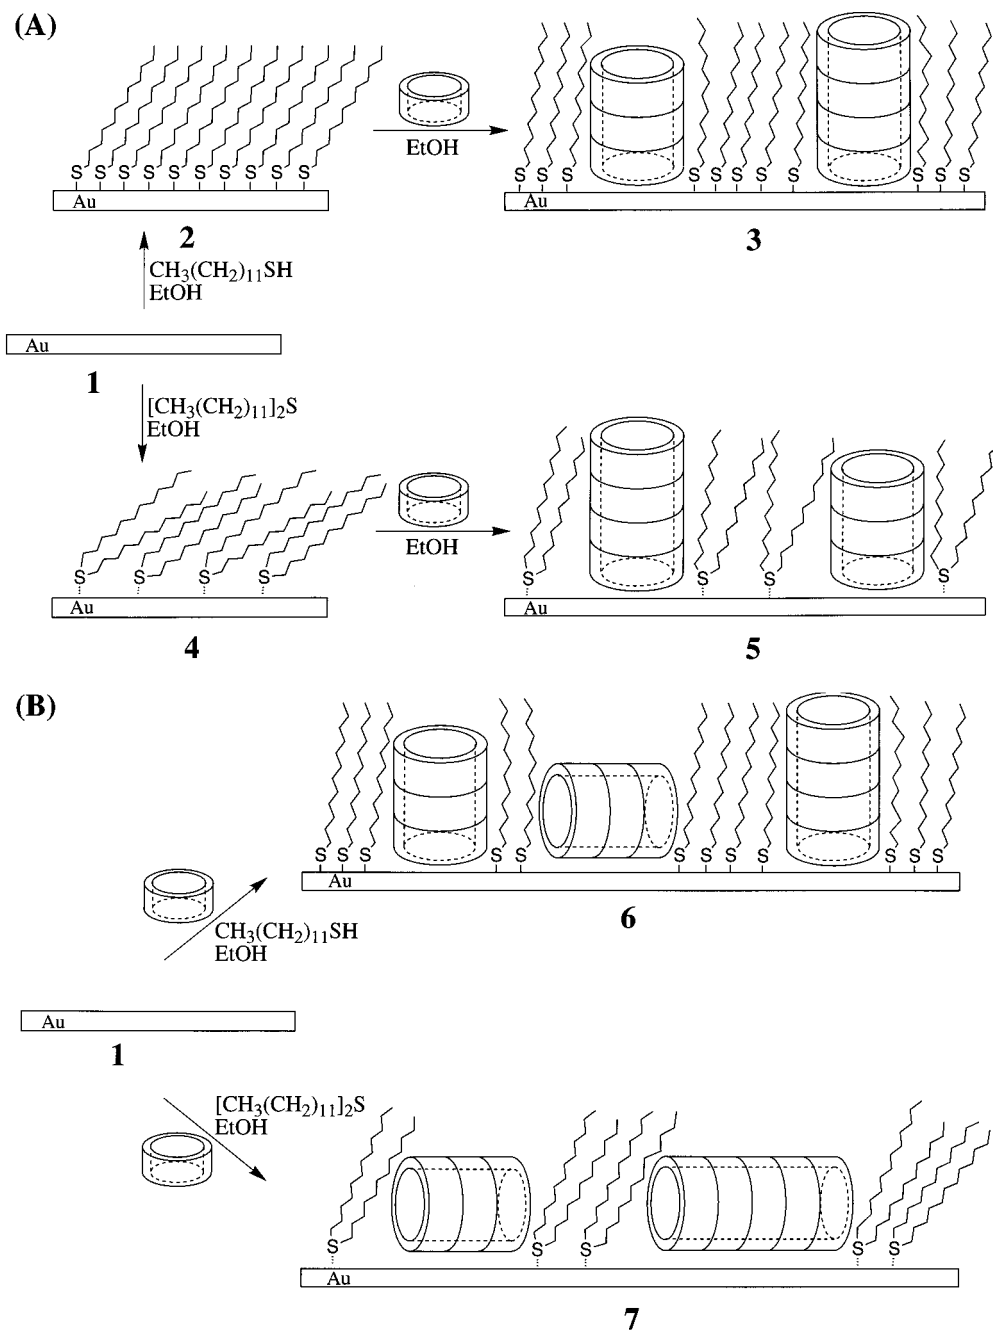 (A)
S S S S S S S S S S
Au
2
EtOH
S S S S S S S S S S S
Au
3
CH3(CH2)11SH
EtOH
Au
1
[CH3(CH2)11]2S
EtOH
S S S S
Au
4
EtOH
S S S S
Au
5
(B)
S S S S S S S S S S S S
Au
6
CH3(CH2)11SH
EtOH
Au
1
[CH3(CH2)11]2S
EtOH
S S S S S
Au
7